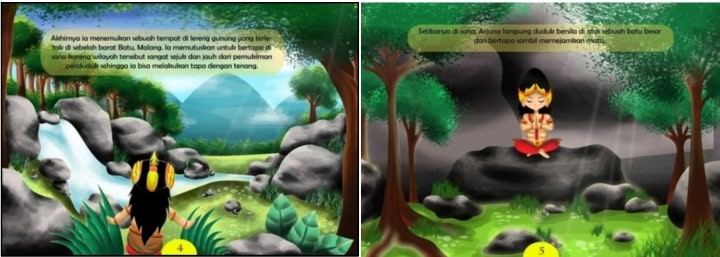 Akhirnya ia menemukan sebuah tempat di lereng gunung yang terle-
tak di sebelah barat Batu, Malang. Ia memutuskan untuk bertapa di
sana karena wilayah tersebut sangat sejuk dan jauh dari pemukiman
penduduk sehingga ia bisa melakukan tapa dengan tenang.
4
Setibanya di sana, Arjuna langsung duduk bersila di atas sebuah batu besar
dan bertapa sambil memejamkan mata.
5